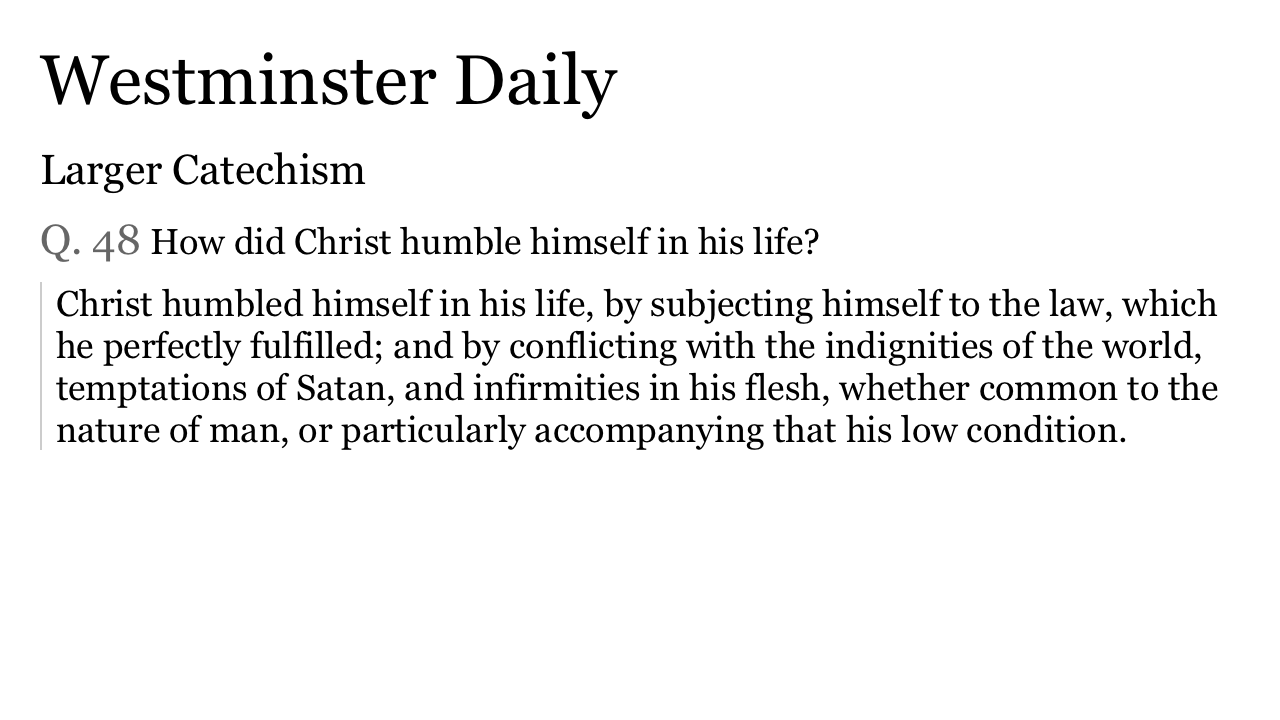 Westminster Daily
Larger Catechism
Q. 48 How did Christ humble himself in his life?
Christ humbled himself in his life, by subjecting himself to the law, which
he perfectly fulfilled; and by conflicting with the indignities of the world,
temptations of Satan, and infirmities in his flesh, whether common to the
nature of man, or particularly accompanying that his low condition.